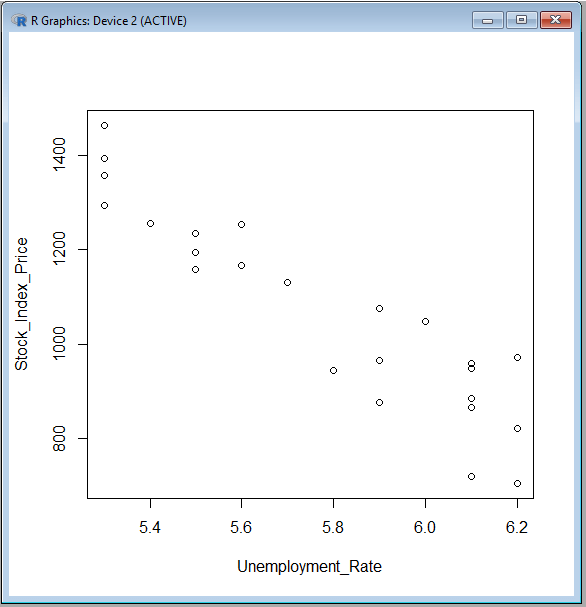 R Graphics: Device 2 (ACTIVE)
Stock_Index_Price
1400
1200
1000
800
5.4 5.6 5.8 6.0 6.2
Unemployment_Rate